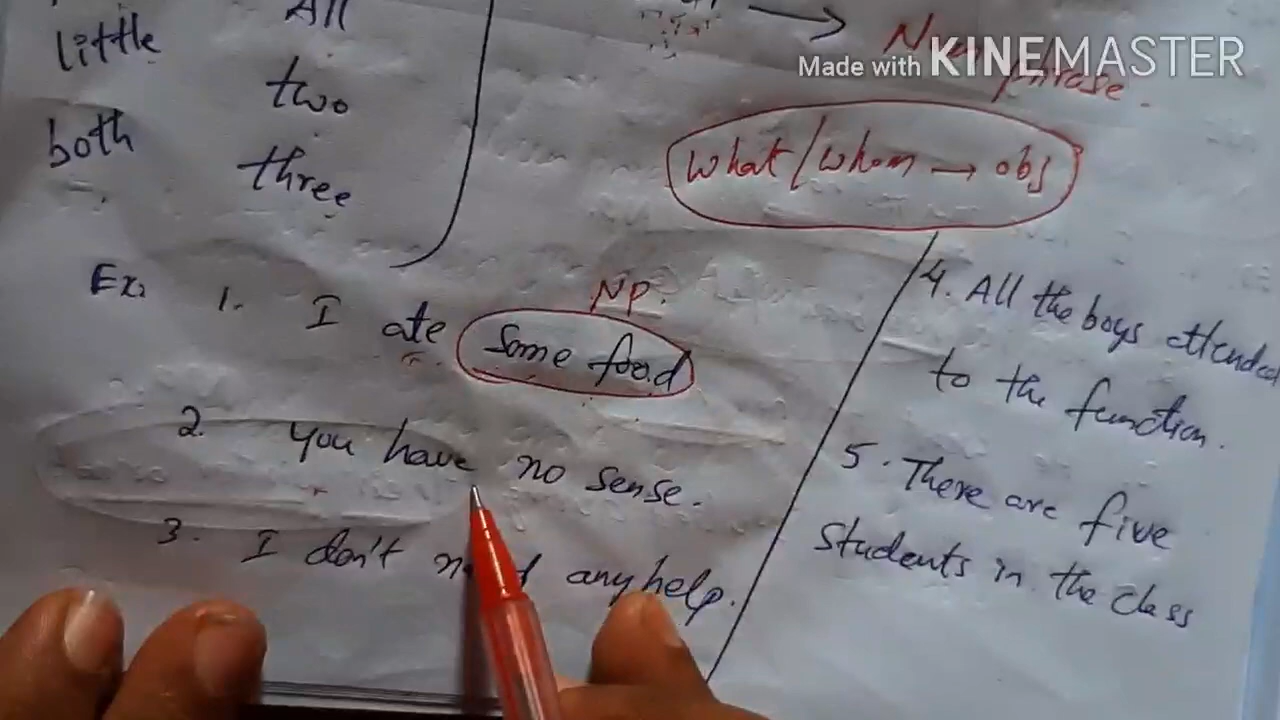 little All
two
both three
Made with KINEMASTER
phrase.
What/whom → obj
Ex. 1. I ate some food
NP.
2. You have no sense.
3. I don't any help.
4. All the boys attended
to the function.
5. There are five
students in the class